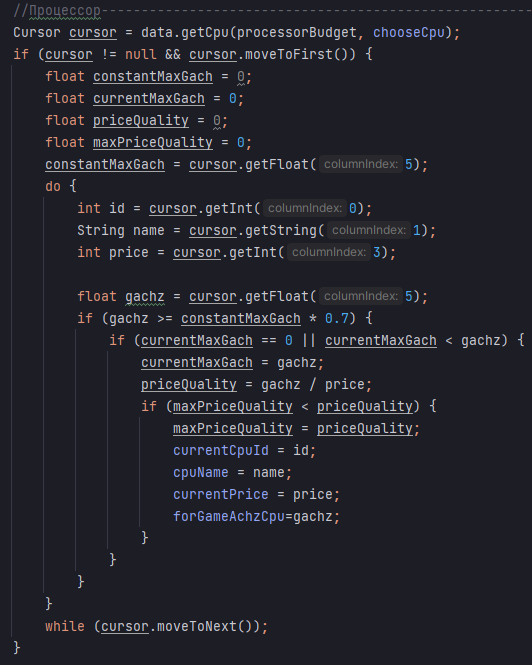 //Процессор------------------------------------------------------
Cursor cursor = data.getCpu(processorBudget, chooseCpu);
if (cursor != null && cursor.moveToFirst()) {
float constantMaxGach = 0;
float currentMaxGach = 0;
float priceQuality = 0;
float maxPriceQuality = 0;
constantMaxGach = cursor.getFloat( columnIndex: 5);
do {
int id = cursor.getInt( columnIndex: 0);
String name = cursor.getString( columnIndex: 1);
int price = cursor.getInt( columnIndex: 3);
float gachz = cursor.getFloat( columnIndex: 5);
if (gachz >= constantMaxGach * 0.7) {
if (currentMaxGach == 0 || currentMaxGach < gachz) {
currentMaxGach = gachz;
priceQuality = gachz / price;
if (maxPriceQuality < priceQuality) {
maxPriceQuality = priceQuality;
currentCpuId = id;
cpuName = name;
currentPrice = price;
forGameAchzCpu=gachz;
}
}
}
}
while (cursor.moveToNext());
}